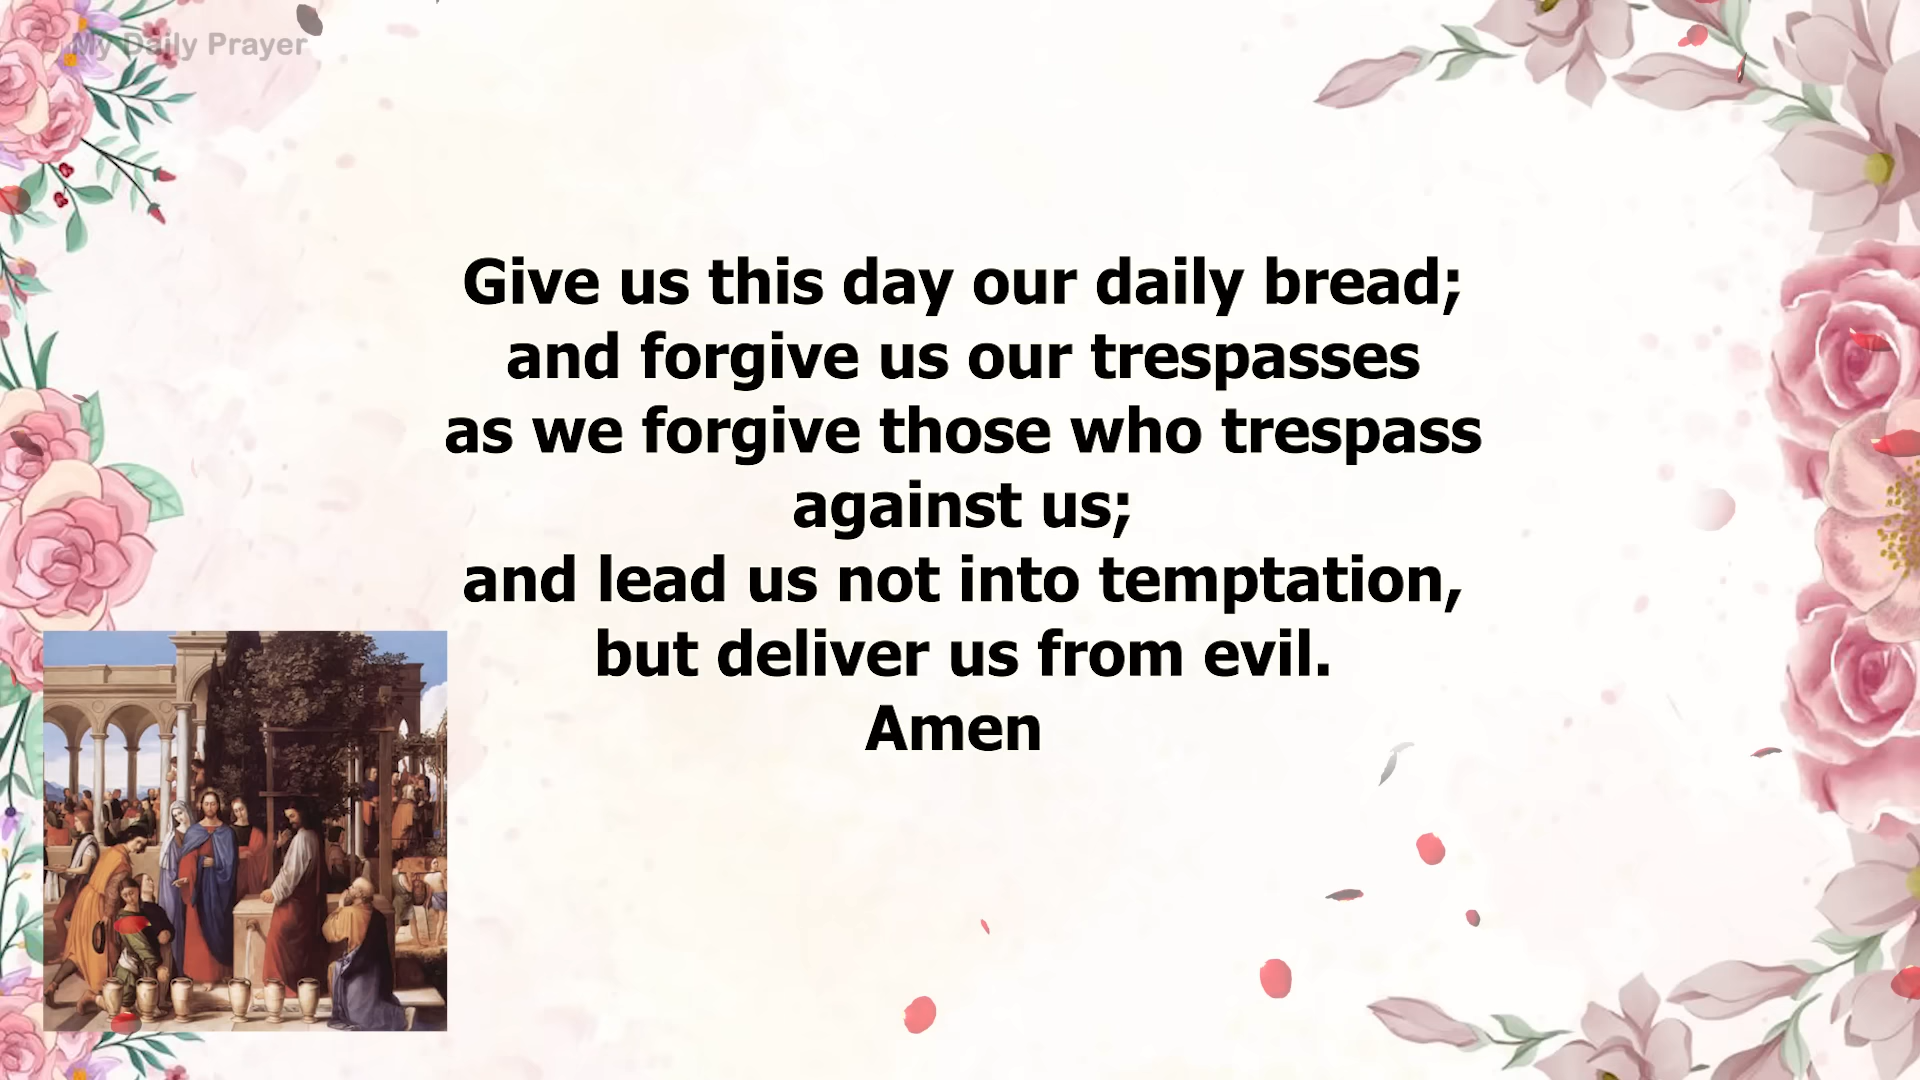 My Daily Prayer
Give us this day our daily bread;
and forgive us our trespasses
as we forgive those who trespass
against us;
and lead us not into temptation,
but deliver us from evil.
Amen